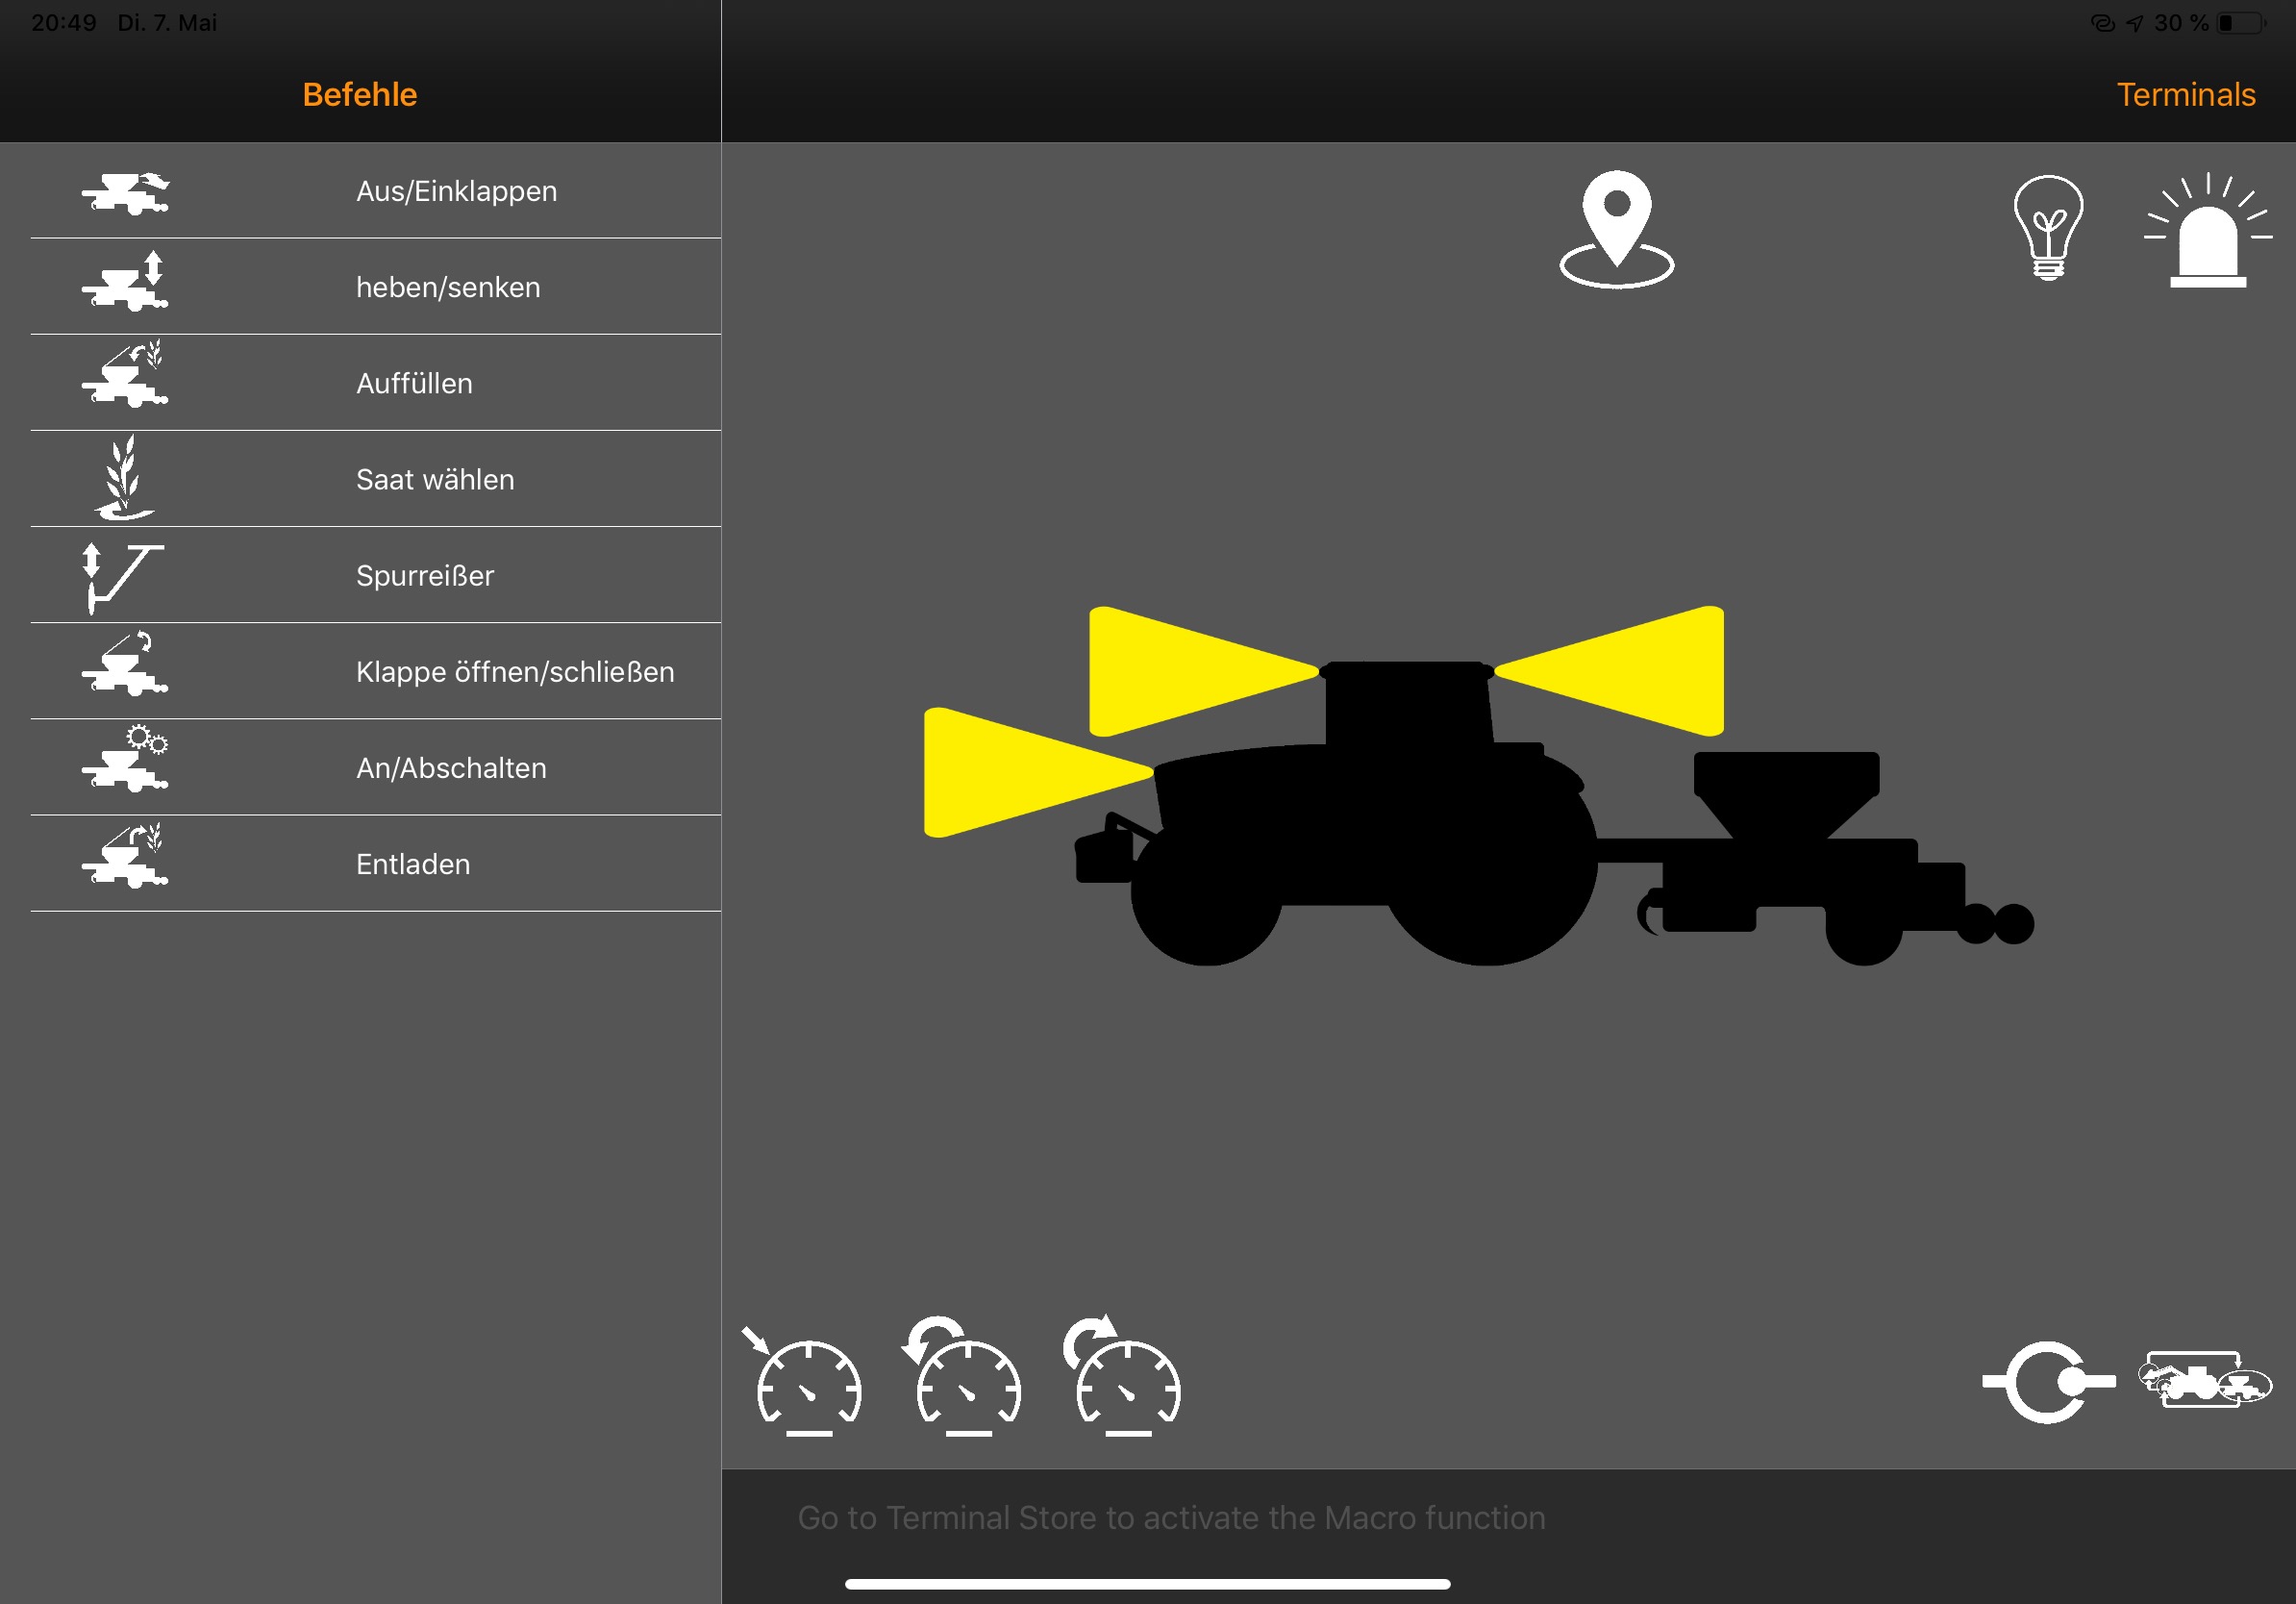 20:49 Di. 7. Mai
30 %
Befehle
Terminals
Aus/Einklappen
heben/senken
Auffüllen
Saat wählen
Spurreißer
Klappe öffnen/schließen
An/Abschalten
Entladen
Go to Terminal Store to activate the Macro function